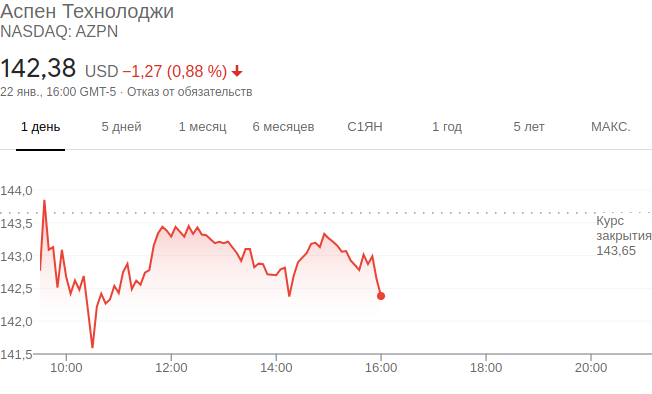 Аспен Технолоджи
NASDAQ: AZPN
142,38 USD −1,27 (0,88 %)
22 янв., 16:00 GMT-5 · Отказ от обязательств
1 день 5 дней 1 месяц 6 месяцев С1ЯН 1 год 5 лет МАКС.
144,0
143,5
Курс
закрытия
143,65
143,0
142,5
142,0
141,5
10:00 12:00 14:00 16:00 18:00 20:00